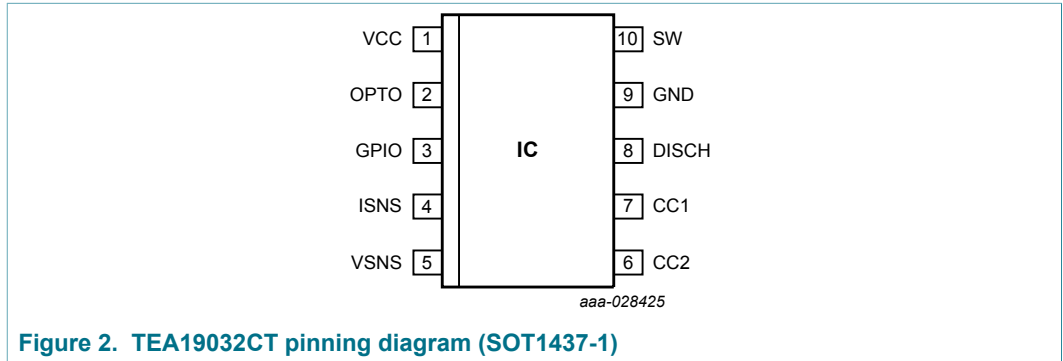 VCC 1 10 SW
OPTO 2 9 GND
GPIO 3 IC 8 DISCH
ISNS 4 7 CC1
VSNS 5 6 CC2
aaa-028425
Figure 2. TEA19032CT pinning diagram (SOT1437-1)